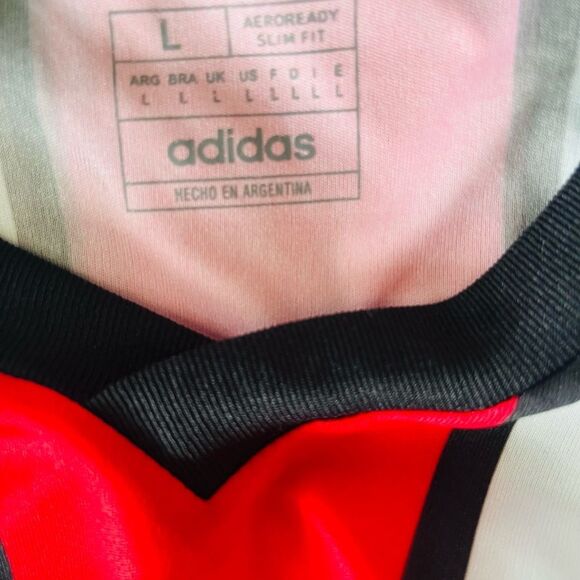 L
AEROREADY
SLIM FIT
ARG BRA UK US F D I E
L L L L L L L L
adidas
HECHO EN ARGENTINA